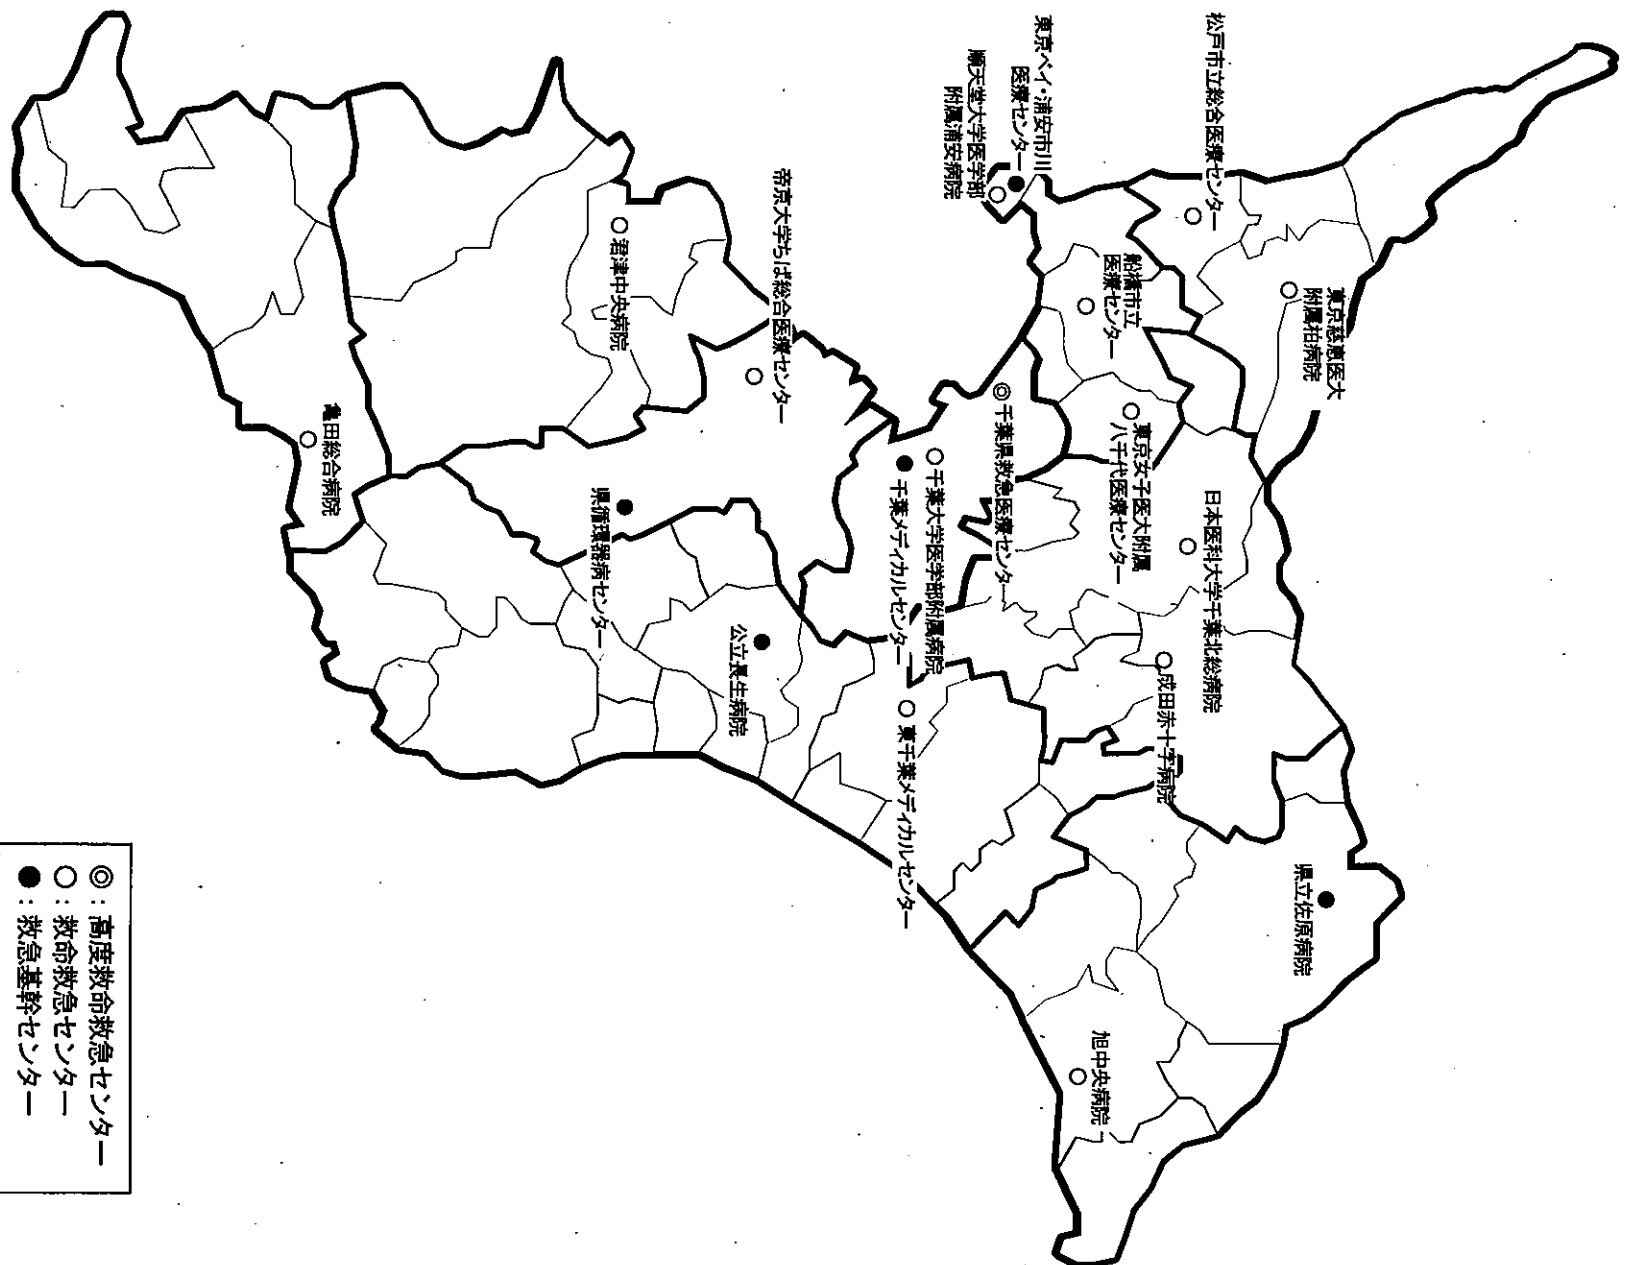 松戸市立総合医療センター
東京ベイ・浦安市川
医療センター
順天堂大学医学部
附属浦安病院
東京慈恵医大
附属柏病院
船橋市立
医療センター
東京女子医大附属
八千代医療センター
日本医科大学千葉北総病院
成田赤十字病院
千葉県救急医療センター
千葉大学医学部附属病院
千葉メディカルセンター
東千葉メディカルセンター
県立佐原病院
旭中央病院
帝京大学ちば総合医療センター
公立長生病院
君津中央病院
県循環器病センター
亀田総合病院
◎：高度救命救急センター
○：救命救急センター
●：救急基幹センター